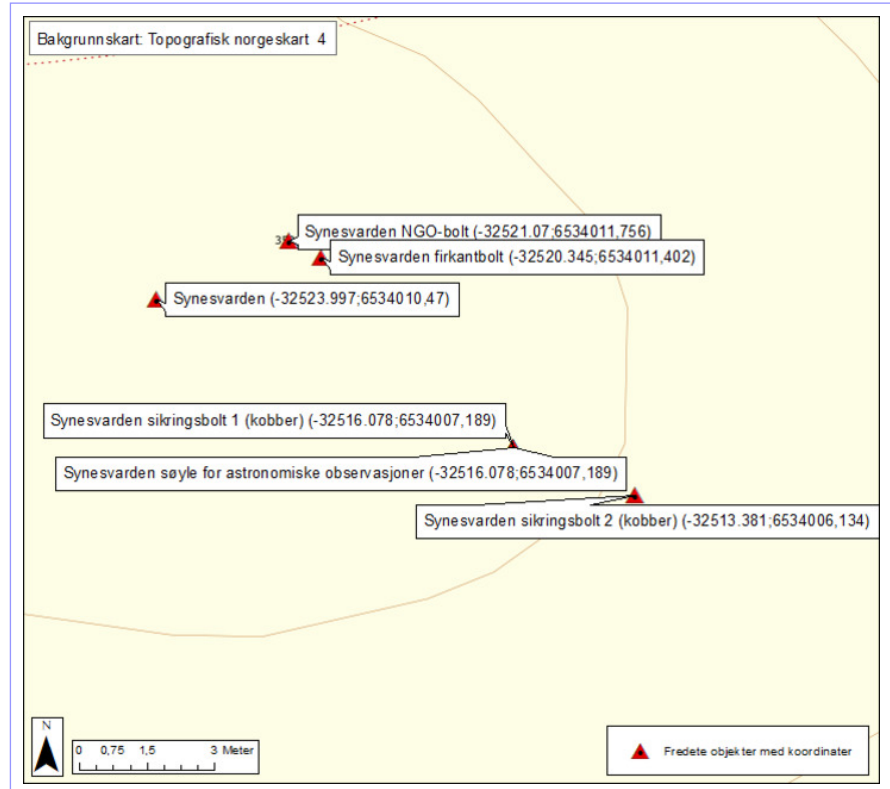 Bakgrunnskart: Topografisk norgeskart 4
Synesvarden NGO-bolt (-32521.07;6534011,756)
Synesvarden firkantbolt (-32520.345;6534011,402)
Synesvarden (-32523.997;6534010,47)
Synesvarden sikringsbolt 1 (kobber) (-32516.078;6534007,189)
Synesvarden søyle for astronomiske observasjoner (-32516.078;6534007,189)
Synesvarden sikringsbolt 2 (kobber) (-32513.381;6534006,134)
N
0 0,75 1,5 3 Meter
Fredete objekter med koordinater